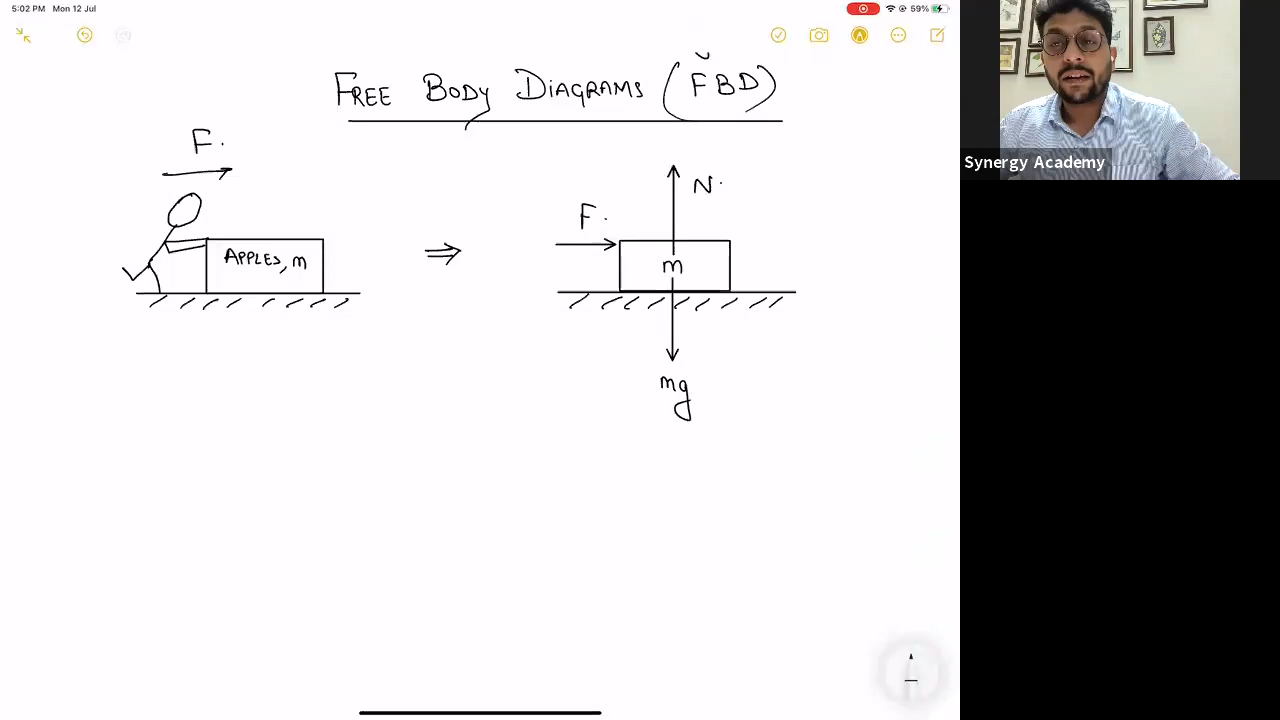 5:02 PM Mon 12 Jul
59%
FREE BODY DIAGRAMS (FBD)
F.
APPLES, m
⇒
F.
N.
m
mg
Synergy Academy